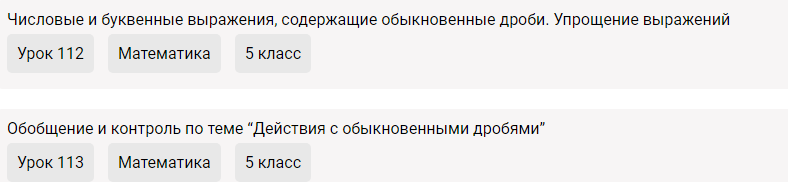 Числовые и буквенные выражения, содержащие обыкновенные дроби. Упрощение выражений
Урок 112 Математика 5 класс
Обобщение и контроль по теме “Действия с обыкновенными дробями”
Урок 113 Математика 5 класс